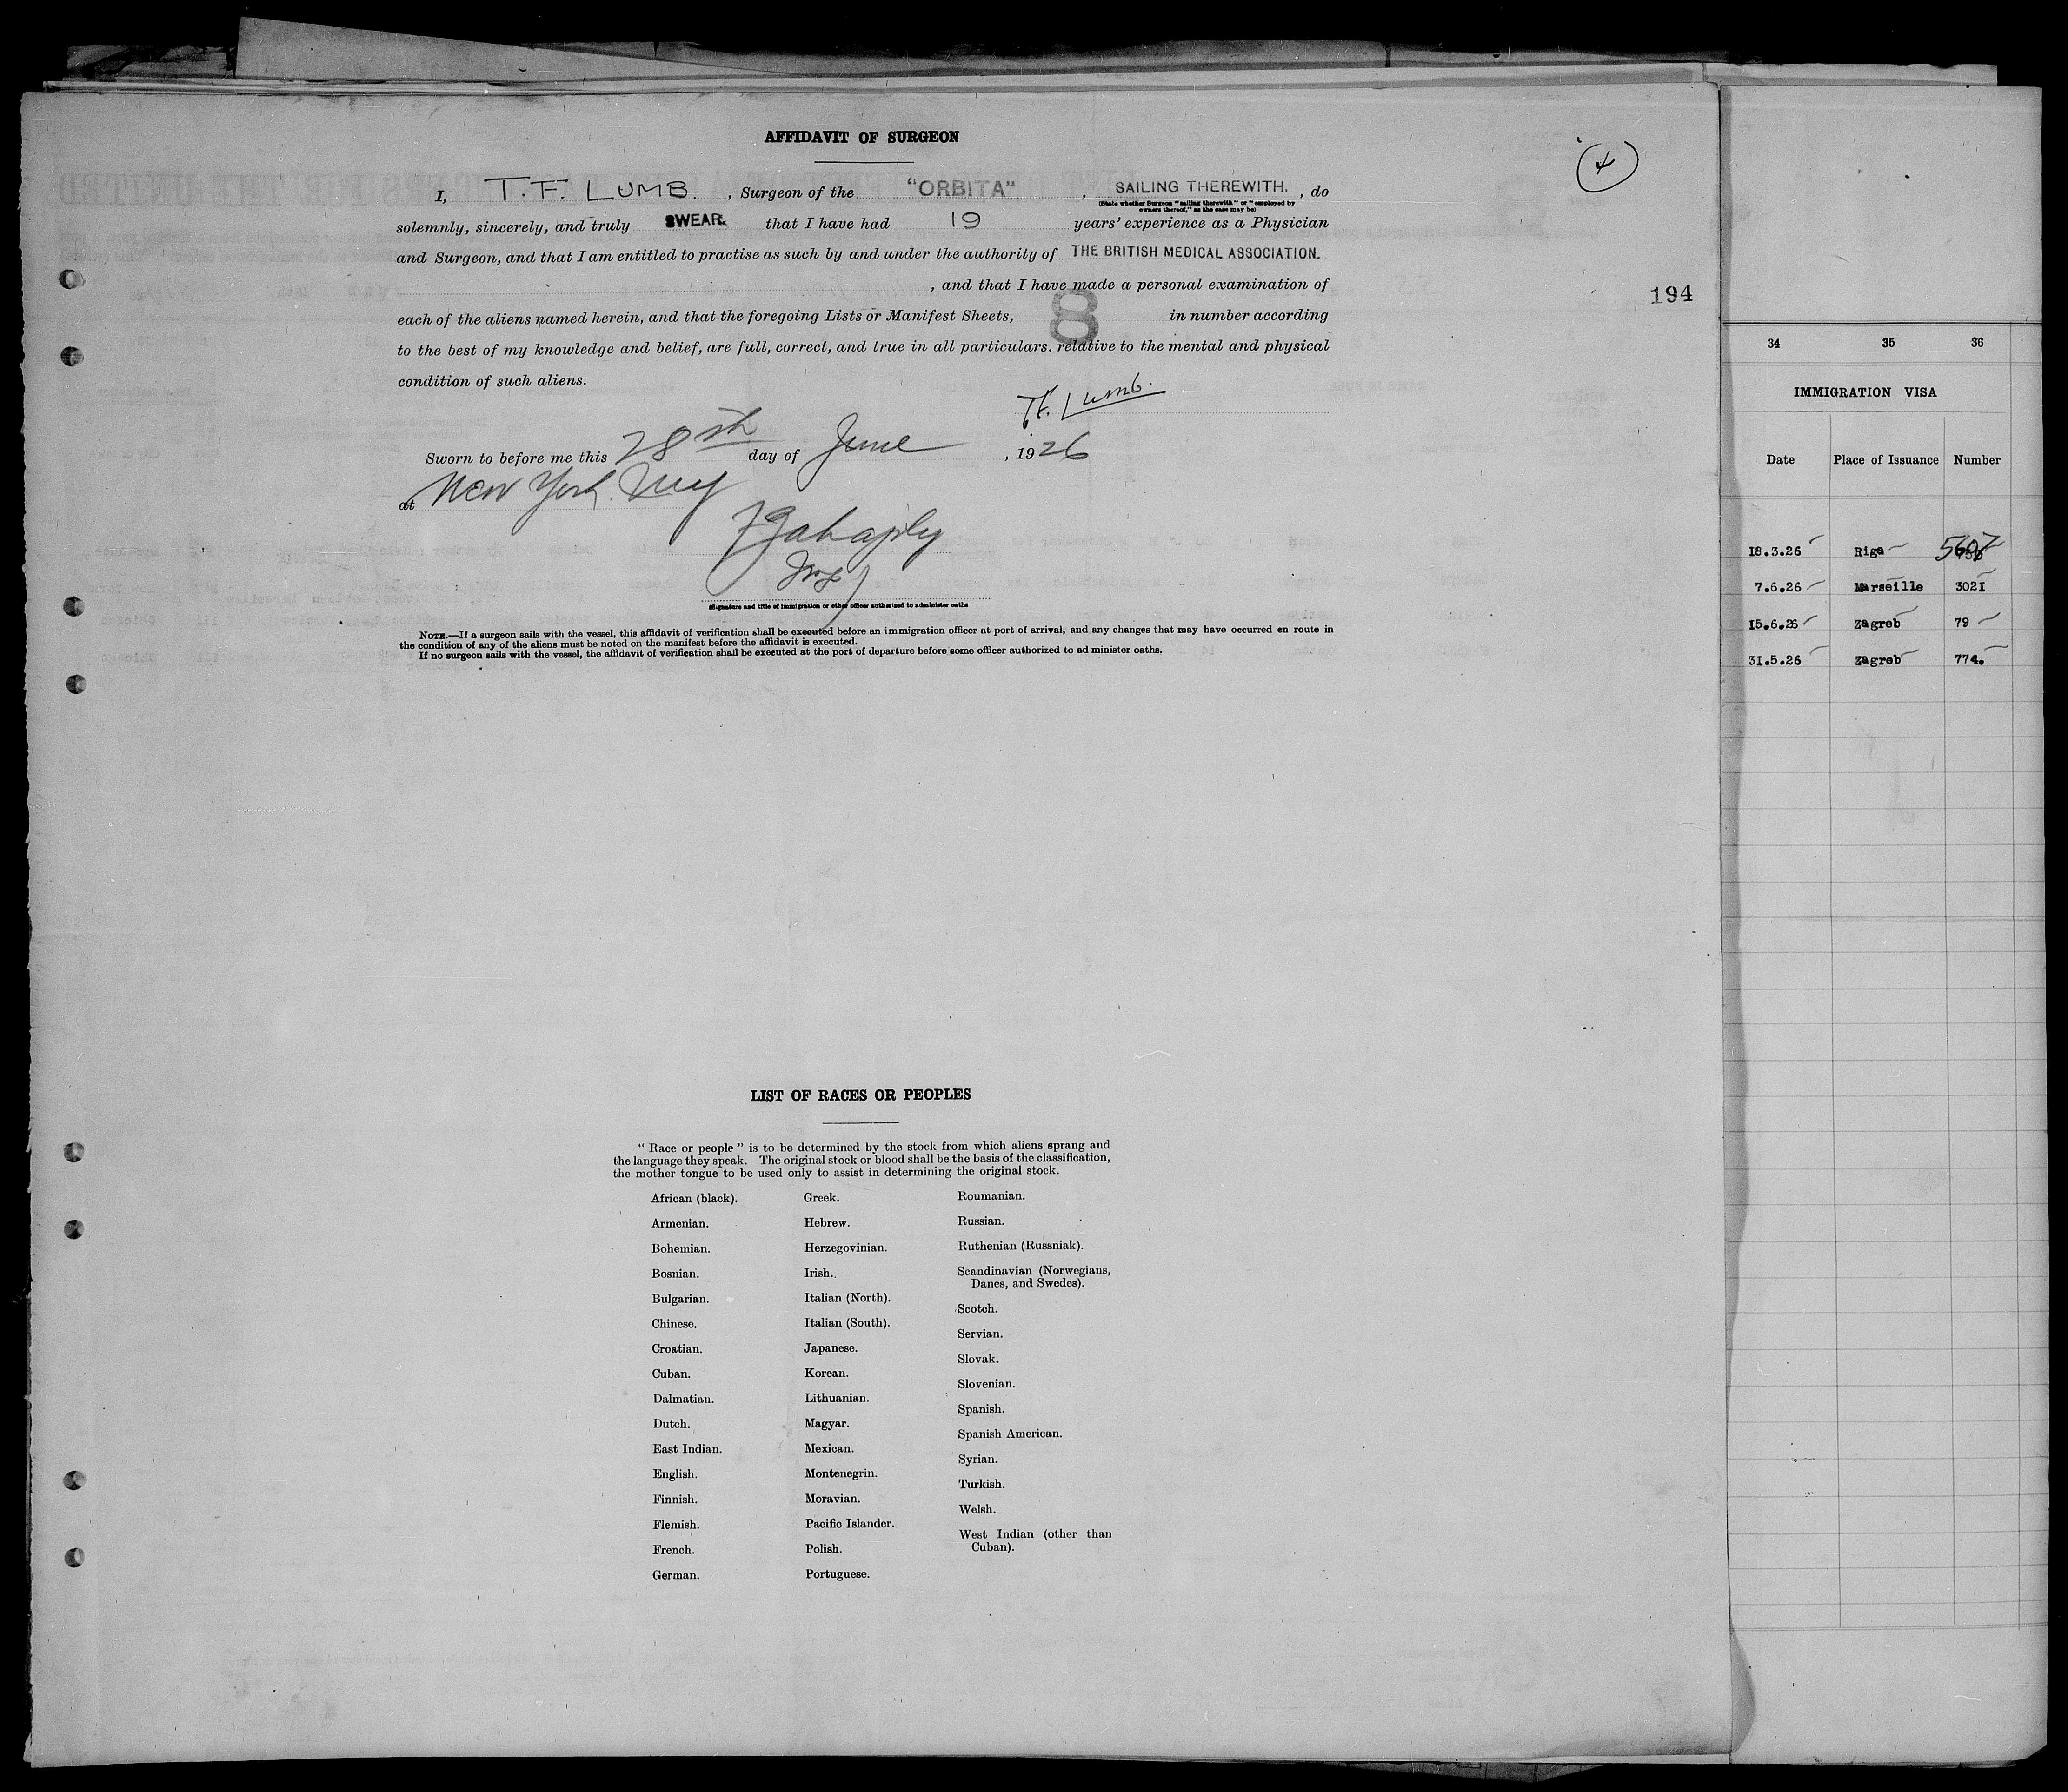 AFFIDAVIT OF SURGEON
I, T. F. LUMB. , Surgeon of the "ORBITA" , SAILING THEREWITH. , do
(State whether Surgeon "sailing therewith" or "employed by
owners thereof," as the case may be)
solemnly, sincerely, and truly SWEAR. that I have had 19 years' experience as a Physician
and Surgeon, and that I am entitled to practise as such by and under the authority of THE BRITISH MEDICAL ASSOCIATION.
, and that I have made a personal examination of
each of the aliens named herein, and that the foregoing Lists or Manifest Sheets, 8 in number according
to the best of my knowledge and belief, are full, correct, and true in all particulars, relative to the mental and physical
condition of such aliens.
T.F. Lumb.
Sworn to before me this 28th day of June , 1926
at New York. NY
(Signature and title of immigration or other officer authorized to administer oaths
NOTE.—If a surgeon sails with the vessel, this affidavit of verification shall be executed before an immigration officer at port of arrival, and any changes that may have occurred en route in
the condition of any of the aliens must be noted on the manifest before the affidavit is executed.
If no surgeon sails with the vessel, the affidavit of verification shall be executed at the port of departure before some officer authorized to ad minister oaths.
LIST OF RACES OR PEOPLES
"Race or people" is to be determined by the stock from which aliens sprang and
the language they speak. The original stock or blood shall be the basis of the classification,
the mother tongue to be used only to assist in determining the original stock.
African (black).
Armenian.
Bohemian.
Bosnian.
Bulgarian.
Chinese.
Croatian.
Cuban.
Dalmatian.
Dutch.
East Indian.
English.
Finnish.
Flemish.
French.
German.
Greek.
Hebrew.
Herzegovinian.
Irish.
Italian (North).
Italian (South).
Japanese.
Korean.
Lithuanian.
Magyar.
Mexican.
Montenegrin.
Moravian.
Pacific Islander.
Polish.
Portuguese.
Roumanian.
Russian.
Ruthenian (Russniak).
Scandinavian (Norwegians,
Danes, and Swedes).
Scotch.
Servian.
Slovak.
Slovenian.
Spanish.
Spanish American.
Syrian.
Turkish.
Welsh.
West Indian (other than
Cuban).
194
34 35 36
IMMIGRATION VISA
Date Place of Issuance Number
18.3.26 Riga
7.6.26 Marseille 3021
15.6.26 Zagreb 79
31.5.26 Zagreb 774.